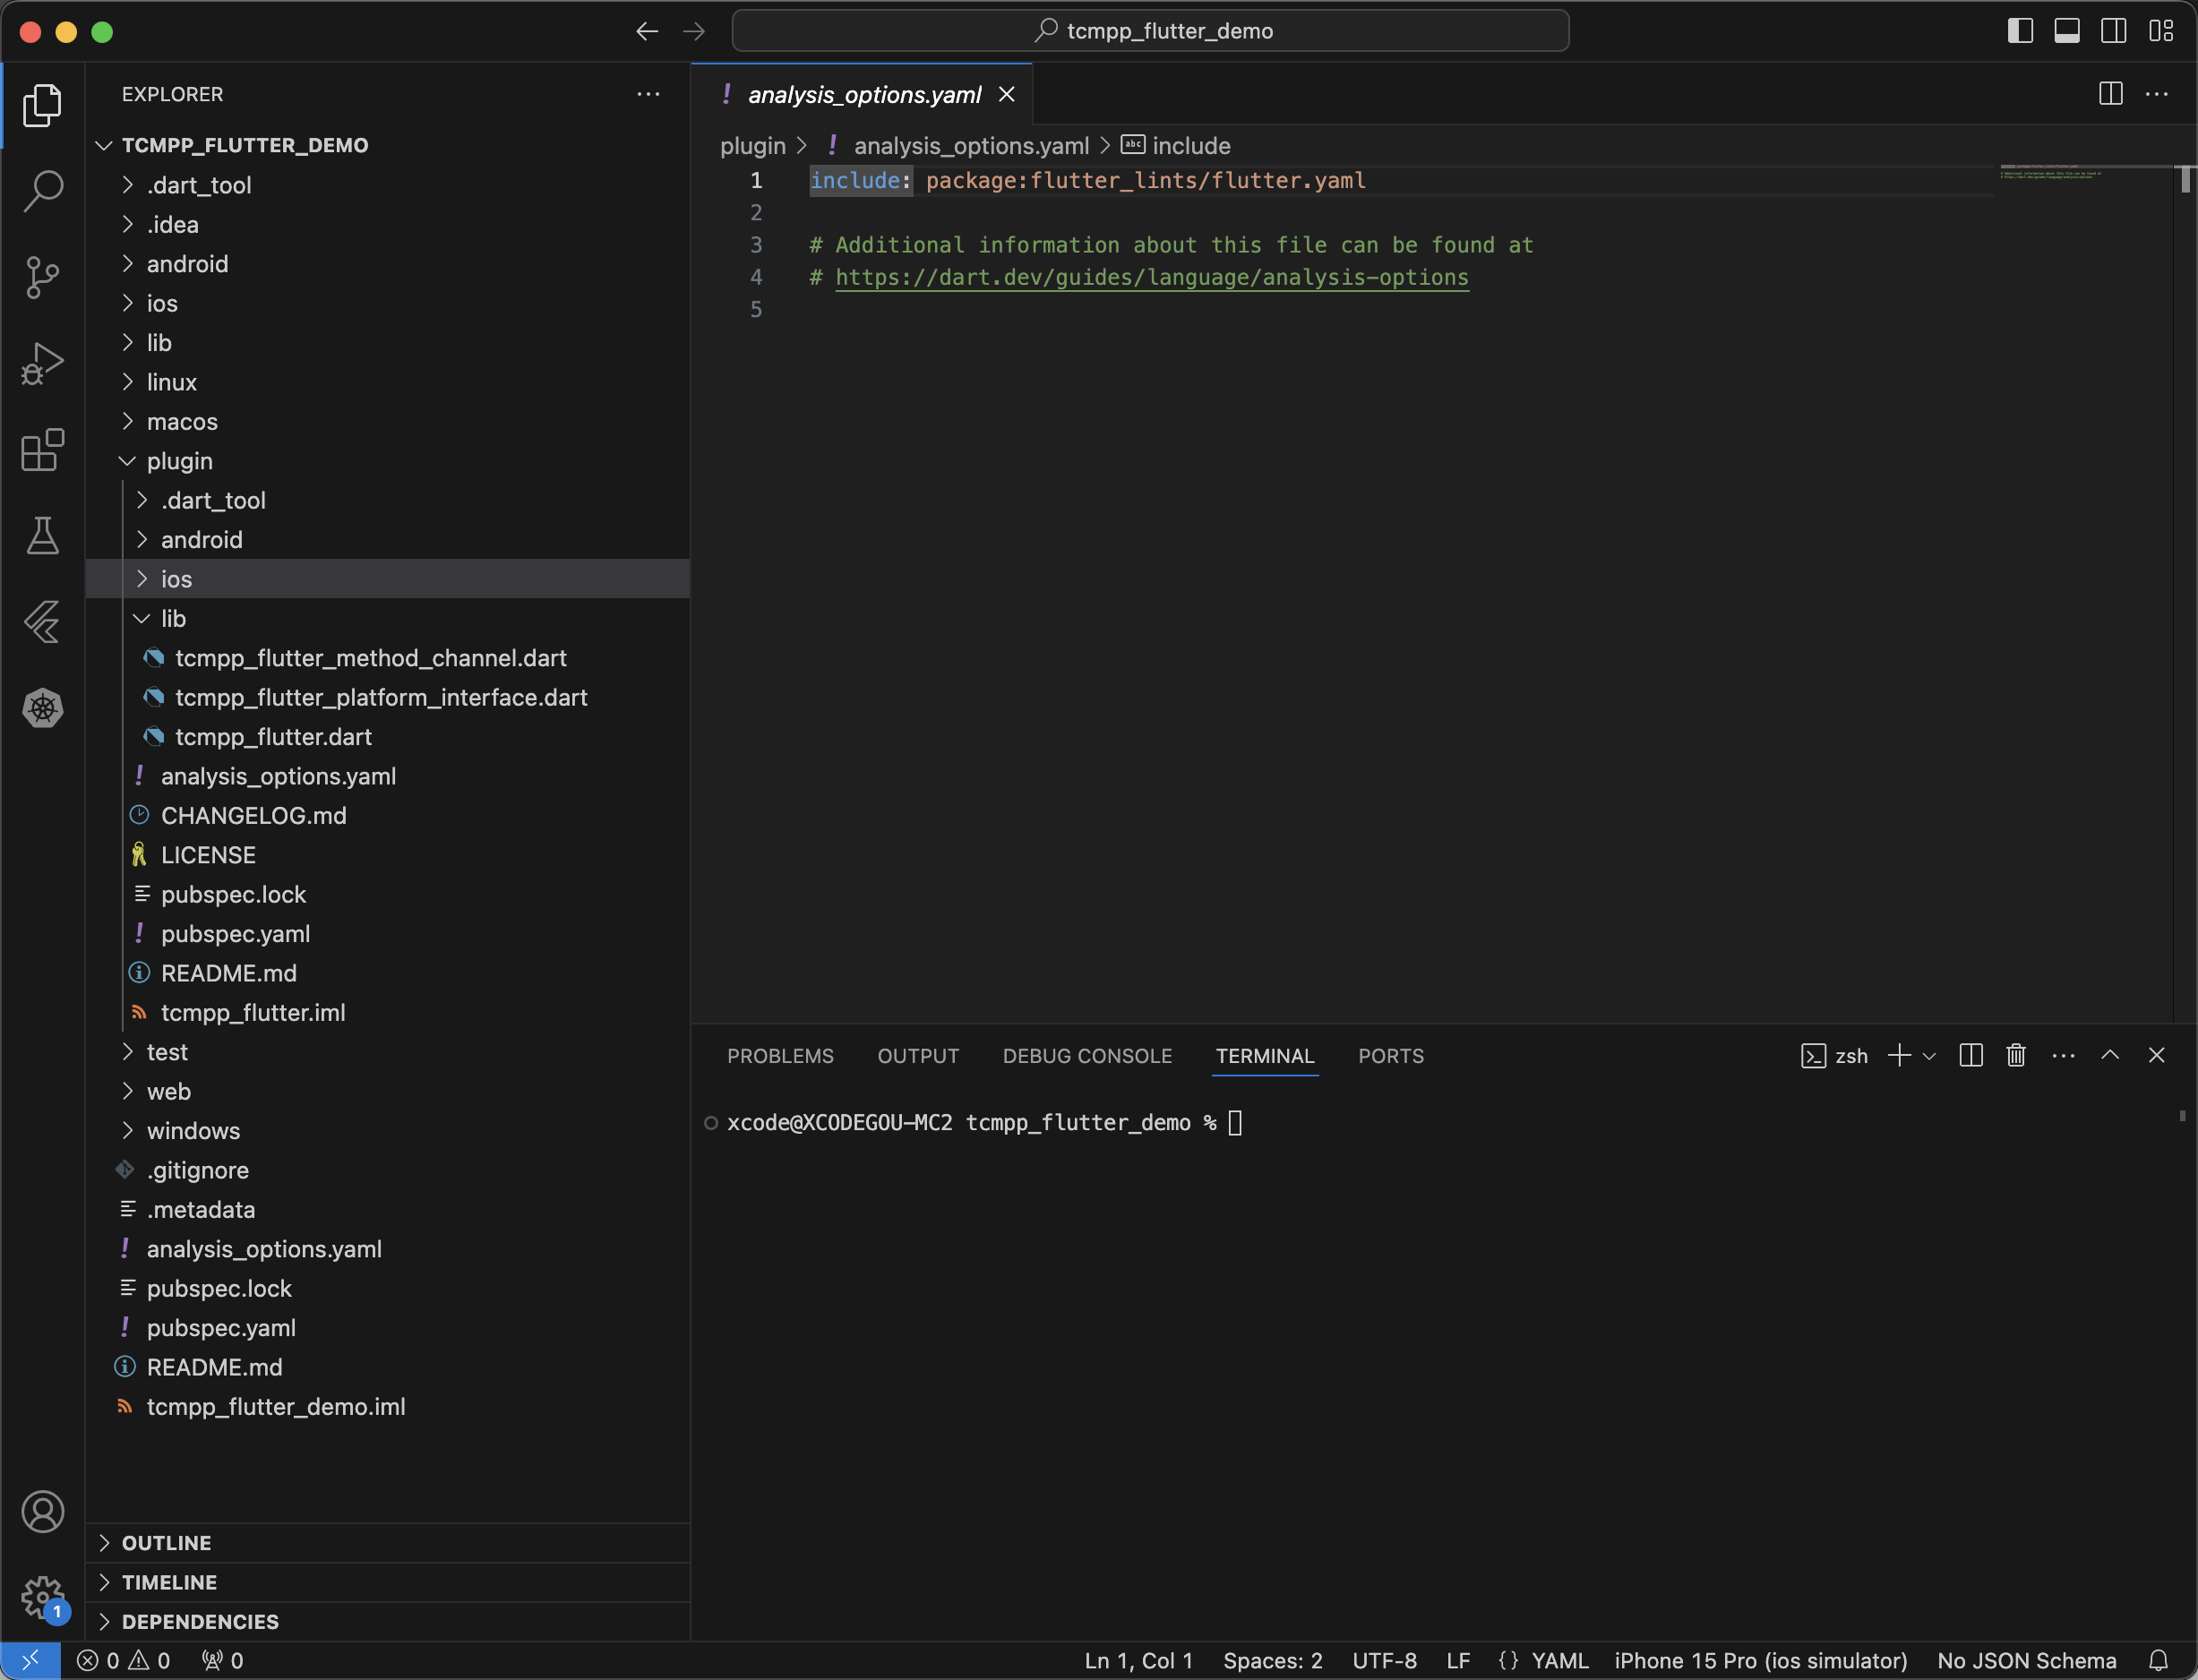 tcmpp_flutter_demo
EXPLORER
TCMPP_FLUTTER_DEMO
.dart_tool
.idea
android
ios
lib
linux
macos
plugin
.dart_tool
android
ios
lib
tcmpp_flutter_method_channel.dart
tcmpp_flutter_platform_interface.dart
tcmpp_flutter.dart
! analysis_options.yaml
CHANGELOG.md
LICENSE
pubspec.lock
! pubspec.yaml
README.md
tcmpp_flutter.iml
test
web
windows
.gitignore
.metadata
! analysis_options.yaml
pubspec.lock
! pubspec.yaml
README.md
tcmpp_flutter_demo.iml
OUTLINE
TIMELINE
DEPENDENCIES
1
! analysis_options.yaml
plugin > ! analysis_options.yaml > abc include
1 include: package:flutter_lints/flutter.yaml
2
3 # Additional information about this file can be found at
4 # https://dart.dev/guides/language/analysis-options
5
PROBLEMS OUTPUT DEBUG CONSOLE TERMINAL PORTS zsh
xcode@XCODEGOU-MC2 tcmpp_flutter_demo %
0 0 0 Ln 1, Col 1 Spaces: 2 UTF-8 LF {} YAML iPhone 15 Pro (ios simulator) No JSON Schema